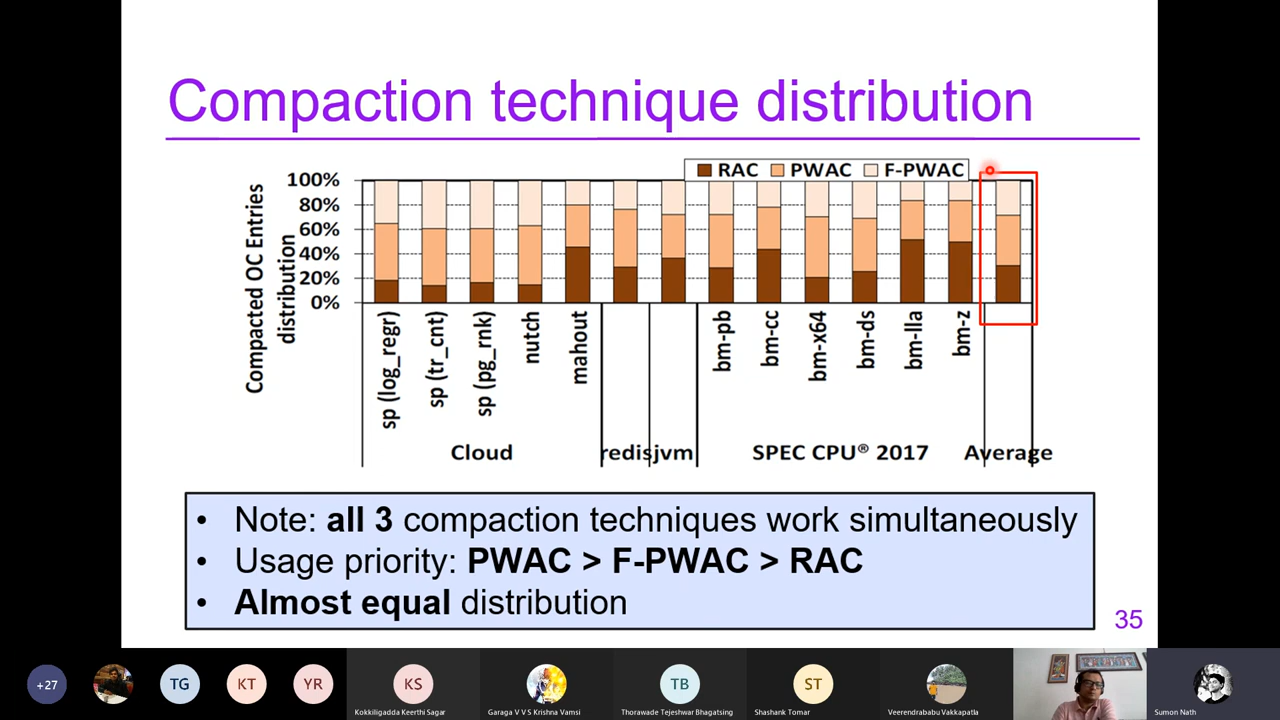 Compaction technique distribution
RAC PWAC F-PWAC
Compacted OC Entries
distribution
100%
80%
60%
40%
20%
0%
sp (log_regr)
sp (tr_cnt)
sp (pg_rnk)
nutch
mahout
bm-pb
bm-cc
bm-x64
bm-ds
bm-lla
bm-z
Cloud
redis
jvm
SPEC CPU® 2017
Average
• Note: all 3 compaction techniques work simultaneously
• Usage priority: PWAC > F-PWAC > RAC
• Almost equal distribution
35
+27
TG
KT
YR
KS
Kokkiligadda Keerthi Sagar
Garaga V V S Krishna Vamsi
TB
Thorawade Tejeshwar Bhagatsing
ST
Shashank Tomar
Veerendrababu Vakkapatla
Sumon Nath